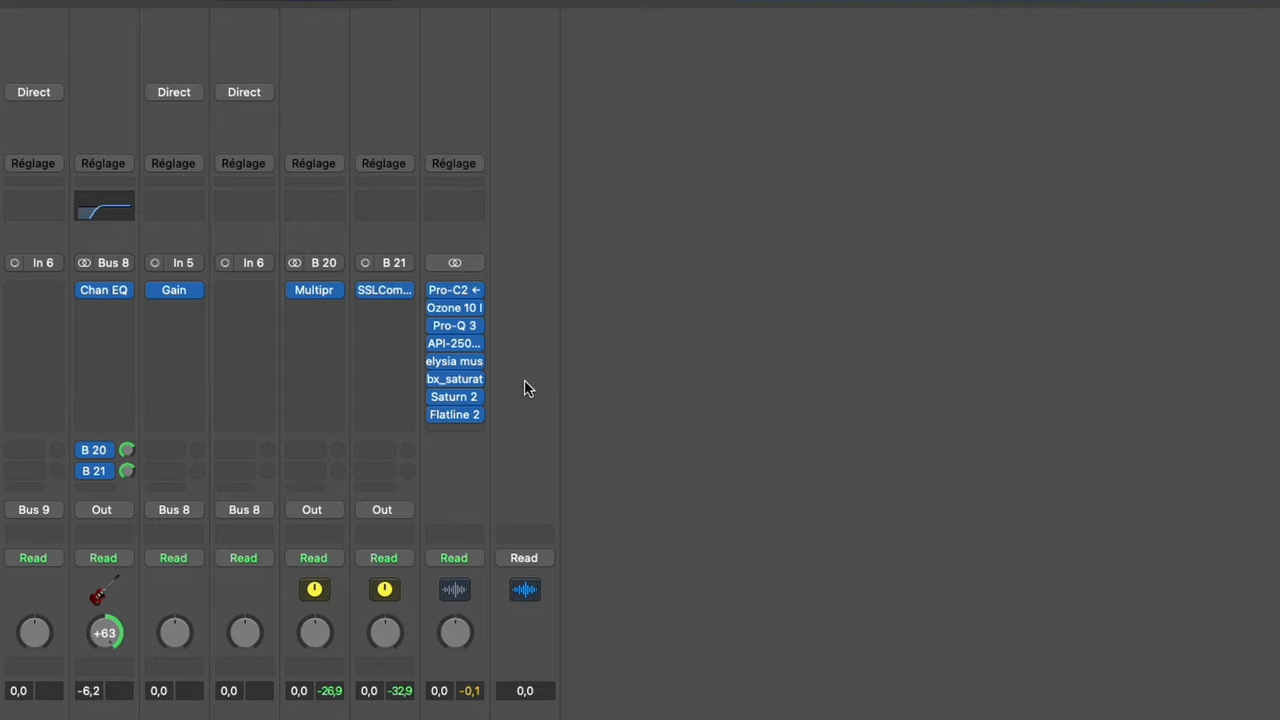 Direct Direct Direct
Réglage Réglage Réglage Réglage Réglage Réglage Réglage
In 6 Bus 8 In 5 In 6 B 20 B 21
Chan EQ Gain Multipr SSLCom... Pro-C2 ←
Ozone 10 I
Pro-Q 3
API-250...
elysia mus
bx_saturat
Saturn 2
Flatline 2
B 20
B 21
Bus 9 Out Bus 8 Bus 8 Out Out
Read Read Read Read Read Read Read Read
+63
0,0 -6,2 0,0 0,0 0,0 -26,9 0,0 -32,9 0,0 -0,1 0,0